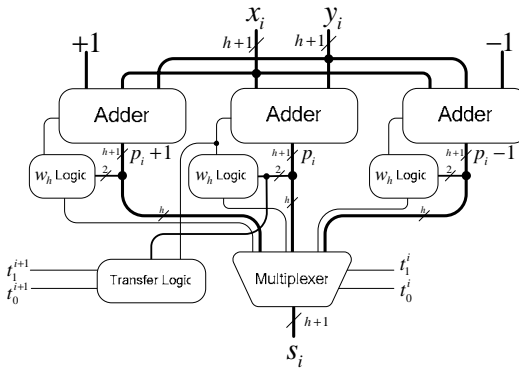 x_i y_i
+1 h+1 h+1 −1
Adder Adder Adder
h+1 p_i+1 h+1 p_i h+1 p_i−1
w_h Logic 2 w_h Logic 2 w_h Logic 2
h h h
t_1^{i+1} Transfer Logic Multiplexer t_1^i
t_0^{i+1} t_0^i
h+1
s_i